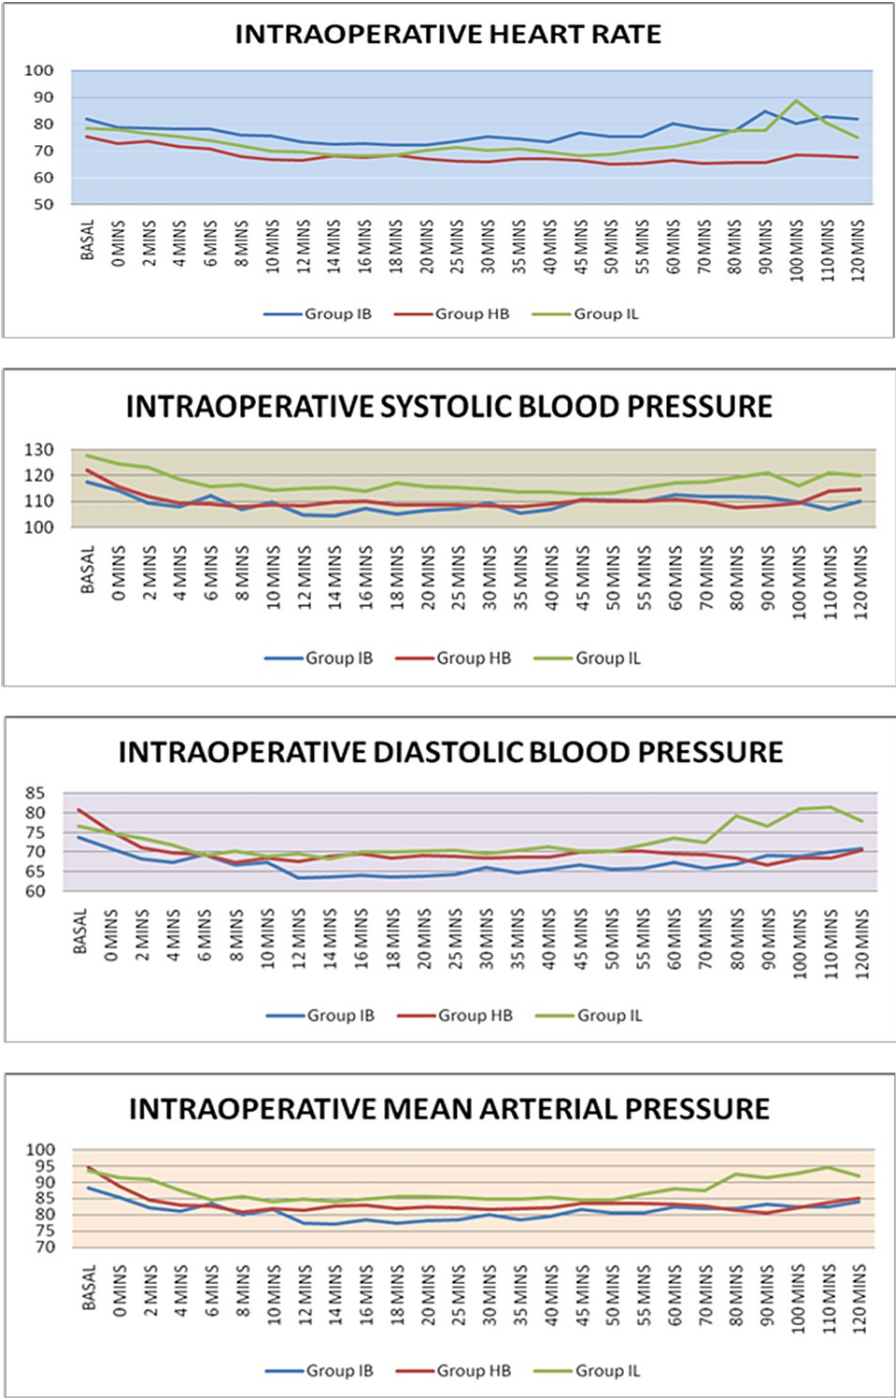 INTRAOPERATIVE HEART RATE
100
90
80
70
60
50
BASAL
0 MINS
2 MINS
4 MINS
6 MINS
8 MINS
10 MINS
12 MINS
14 MINS
16 MINS
18 MINS
20 MINS
25 MINS
30 MINS
35 MINS
40 MINS
45 MINS
50 MINS
55 MINS
60 MINS
70 MINS
80 MINS
90 MINS
100 MINS
110 MINS
120 MINS
Group IB Group HB Group IL
INTRAOPERATIVE SYSTOLIC BLOOD PRESSURE
130
120
110
100
BASAL
0 MINS
2 MINS
4 MINS
6 MINS
8 MINS
10 MINS
12 MINS
14 MINS
16 MINS
18 MINS
20 MINS
25 MINS
30 MINS
35 MINS
40 MINS
45 MINS
50 MINS
55 MINS
60 MINS
70 MINS
80 MINS
90 MINS
100 MINS
110 MINS
120 MINS
Group IB Group HB Group IL
INTRAOPERATIVE DIASTOLIC BLOOD PRESSURE
85
80
75
70
65
60
BASAL
0 MINS
2 MINS
4 MINS
6 MINS
8 MINS
10 MINS
12 MINS
14 MINS
16 MINS
18 MINS
20 MINS
25 MINS
30 MINS
35 MINS
40 MINS
45 MINS
50 MINS
55 MINS
60 MINS
70 MINS
80 MINS
90 MINS
100 MINS
110 MINS
120 MINS
Group IB Group HB Group IL
INTRAOPERATIVE MEAN ARTERIAL PRESSURE
100
95
90
85
80
75
70
BASAL
0 MINS
2 MINS
4 MINS
6 MINS
8 MINS
10 MINS
12 MINS
14 MINS
16 MINS
18 MINS
20 MINS
25 MINS
30 MINS
35 MINS
40 MINS
45 MINS
50 MINS
55 MINS
60 MINS
70 MINS
80 MINS
90 MINS
100 MINS
110 MINS
120 MINS
Group IB Group HB Group IL